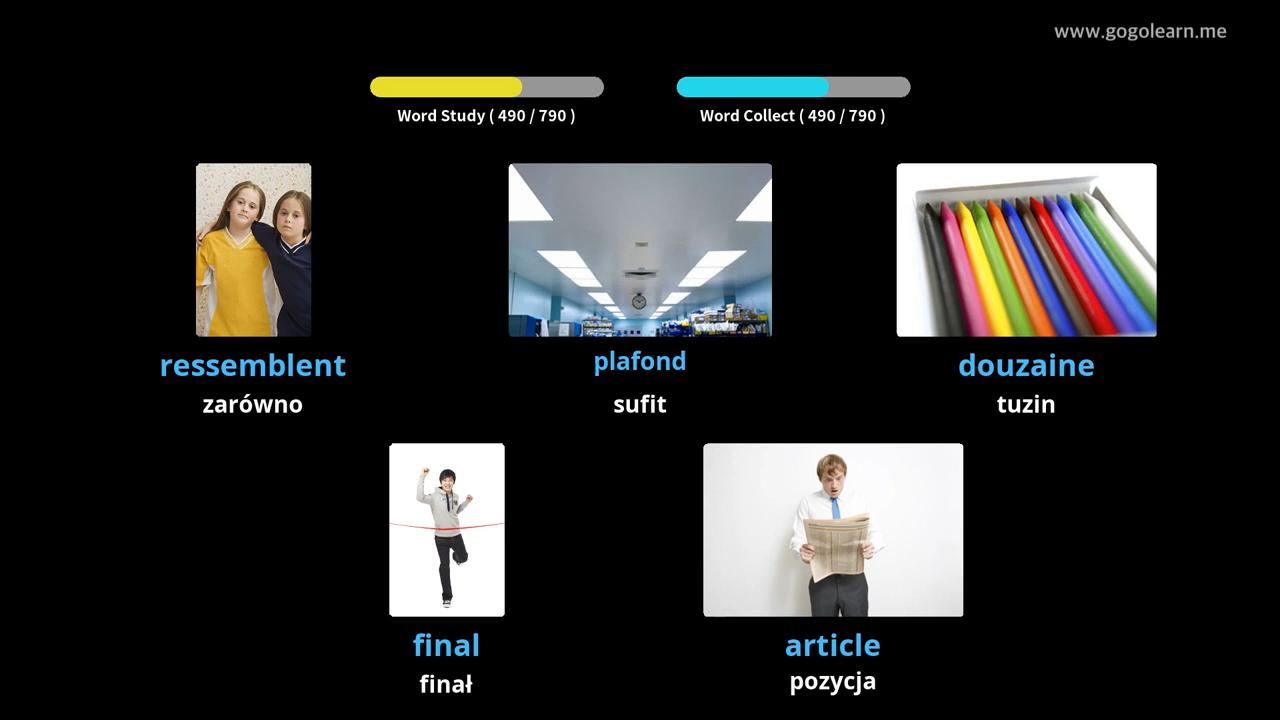 www.gogolearn.me
Word Study ( 490 / 790 )
Word Collect ( 490 / 790 )
ressemblent
zarówno
plafond
sufit
douzaine
tuzin
final
finał
article
pozycja